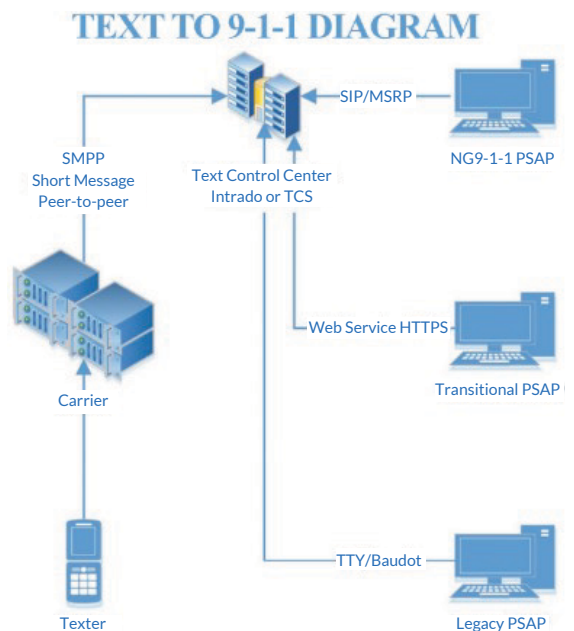 TEXT TO 9-1-1 DIAGRAM
SIP/MSRP
NG9-1-1 PSAP
SMPP
Short Message
Peer-to-peer
Text Control Center
Intrado or TCS
Web Service HTTPS
Transitional PSAP
Carrier
TTY/Baudot
Texter
Legacy PSAP